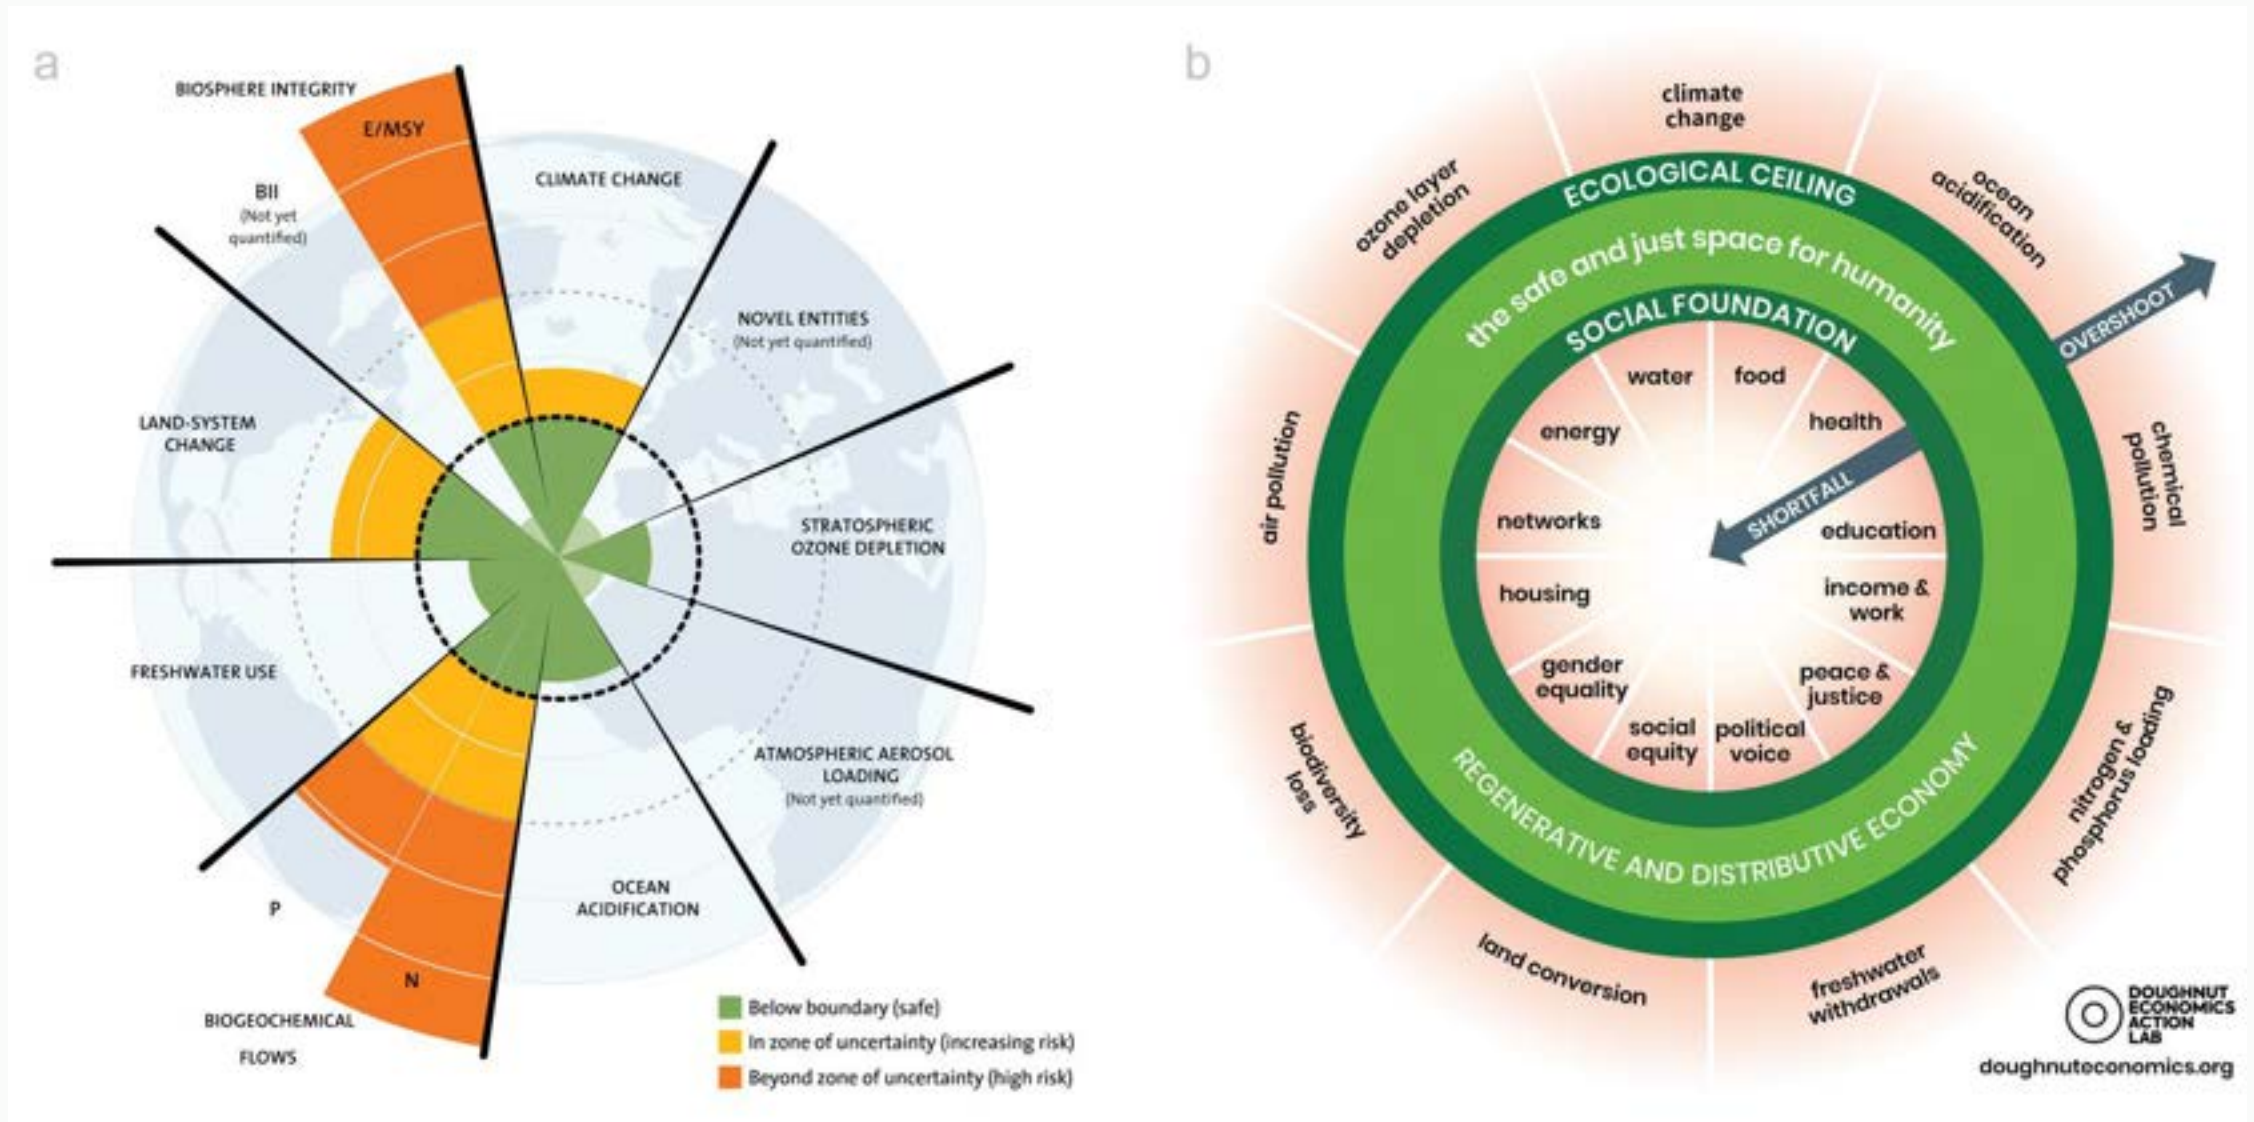 a
BIOSPHERE INTEGRITY
E/MSY
BII
(Not yet
quantified)
CLIMATE CHANGE
NOVEL ENTITIES
(Not yet quantified)
LAND-SYSTEM
CHANGE
STRATOSPHERIC
OZONE DEPLETION
FRESHWATER USE
ATMOSPHERIC AEROSOL
LOADING
(Not yet quantified)
OCEAN
ACIDIFICATION
P
N
BIOGEOCHEMICAL
FLOWS
Below boundary (safe)
In zone of uncertainty (increasing risk)
Beyond zone of uncertainty (high risk)
b
climate
change
ozone layer
depletion
ocean
acidification
ECOLOGICAL CEILING
the safe and just space for humanity
SOCIAL FOUNDATION
OVERSHOOT
water
food
energy
health
SHORTFALL
networks
education
housing
income &
work
gender
equality
peace &
justice
social
equity
political
voice
air pollution
chemical
pollution
biodiversity
loss
nitrogen &
phosphorus loading
REGENERATIVE AND DISTRIBUTIVE ECONOMY
land conversion
freshwater
withdrawals
DOUGHNUT
ECONOMICS
ACTION
LAB
doughnuteconomics.org